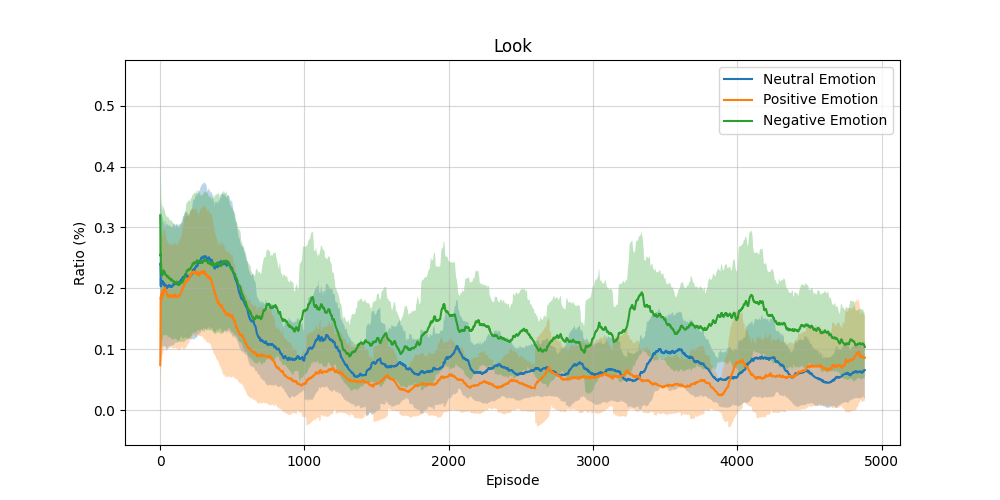 Look
Neutral Emotion
Positive Emotion
Negative Emotion
Ratio (%)
0.5
0.4
0.3
0.2
0.1
0.0
0 1000 2000 3000 4000 5000
Episode